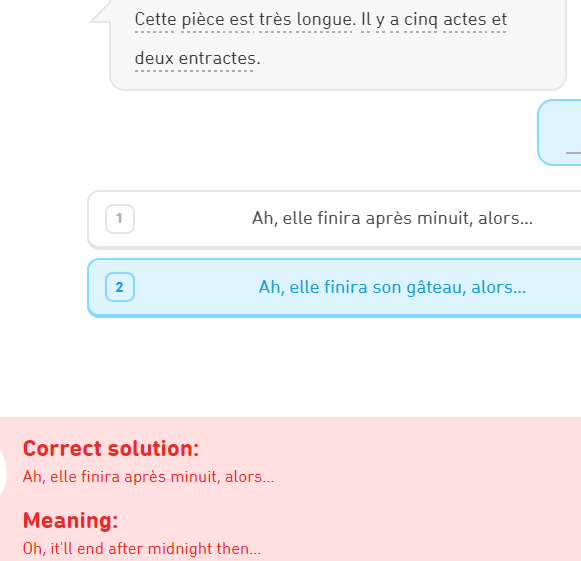 Cette pièce est très longue. Il y a cinq actes et
deux entractes.
1
Ah, elle finira après minuit, alors...
2
Ah, elle finira son gâteau, alors...
Correct solution:
Ah, elle finira après minuit, alors...
Meaning:
Oh, it'll end after midnight then...